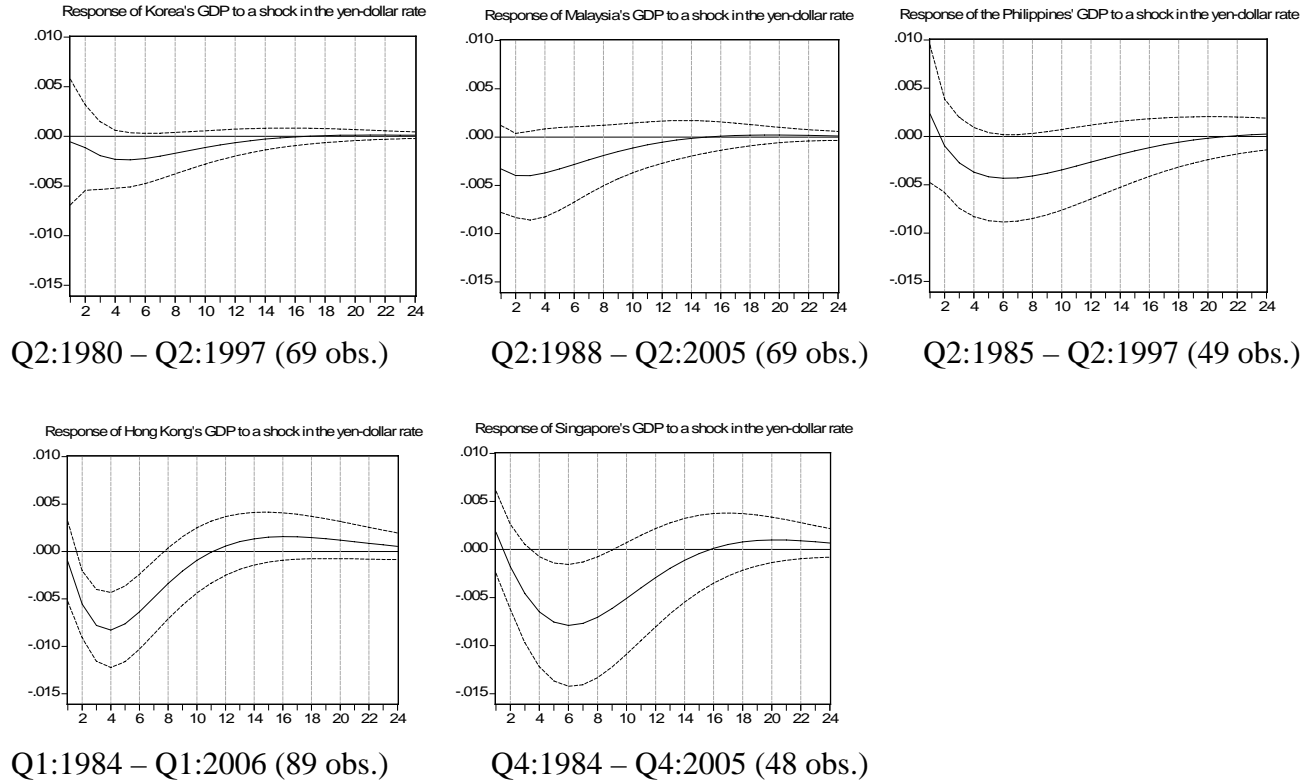 Response of Korea's GDP to a shock in the yen-dollar rate
.010
.005
.000
-.005
-.010
-.015
2 4 6 8 10 12 14 16 18 20 22 24
Q2:1980 – Q2:1997 (69 obs.)
Response of Malaysia's GDP to a shock in the yen-dollar rate
.010
.005
.000
-.005
-.010
-.015
2 4 6 8 10 12 14 16 18 20 22 24
Q2:1988 – Q2:2005 (69 obs.)
Response of the Philippines' GDP to a shock in the yen-dollar rate
.010
.005
.000
-.005
-.010
-.015
2 4 6 8 10 12 14 16 18 20 22 24
Q2:1985 – Q2:1997 (49 obs.)
Response of Hong Kong's GDP to a shock in the yen-dollar rate
.010
.005
.000
-.005
-.010
-.015
2 4 6 8 10 12 14 16 18 20 22 24
Q1:1984 – Q1:2006 (89 obs.)
Response of Singapore's GDP to a shock in the yen-dollar rate
.010
.005
.000
-.005
-.010
-.015
2 4 6 8 10 12 14 16 18 20 22 24
Q4:1984 – Q4:2005 (48 obs.)